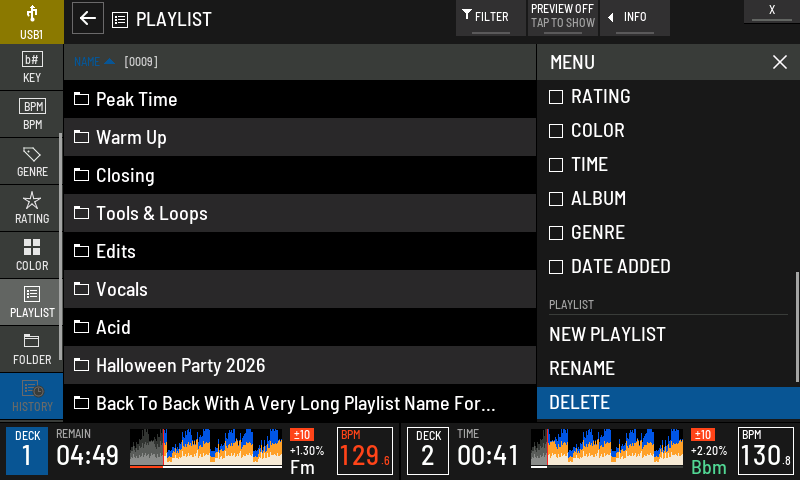 USB1
PLAYLIST
FILTER
PREVIEW OFF
TAP TO SHOW
INFO
X
b#
KEY
BPM
BPM
GENRE
RATING
COLOR
PLAYLIST
FOLDER
HISTORY
NAME [0009]
Peak Time
Warm Up
Closing
Tools & Loops
Edits
Vocals
Acid
Halloween Party 2026
Back To Back With A Very Long Playlist Name For...
MENU
RATING
COLOR
TIME
ALBUM
GENRE
DATE ADDED
PLAYLIST
NEW PLAYLIST
RENAME
DELETE
DECK
1
REMAIN
04:49
±10
+1.30%
Fm
BPM
129.6
DECK
2
TIME
00:41
±10
+2.20%
Bbm
BPM
130.8